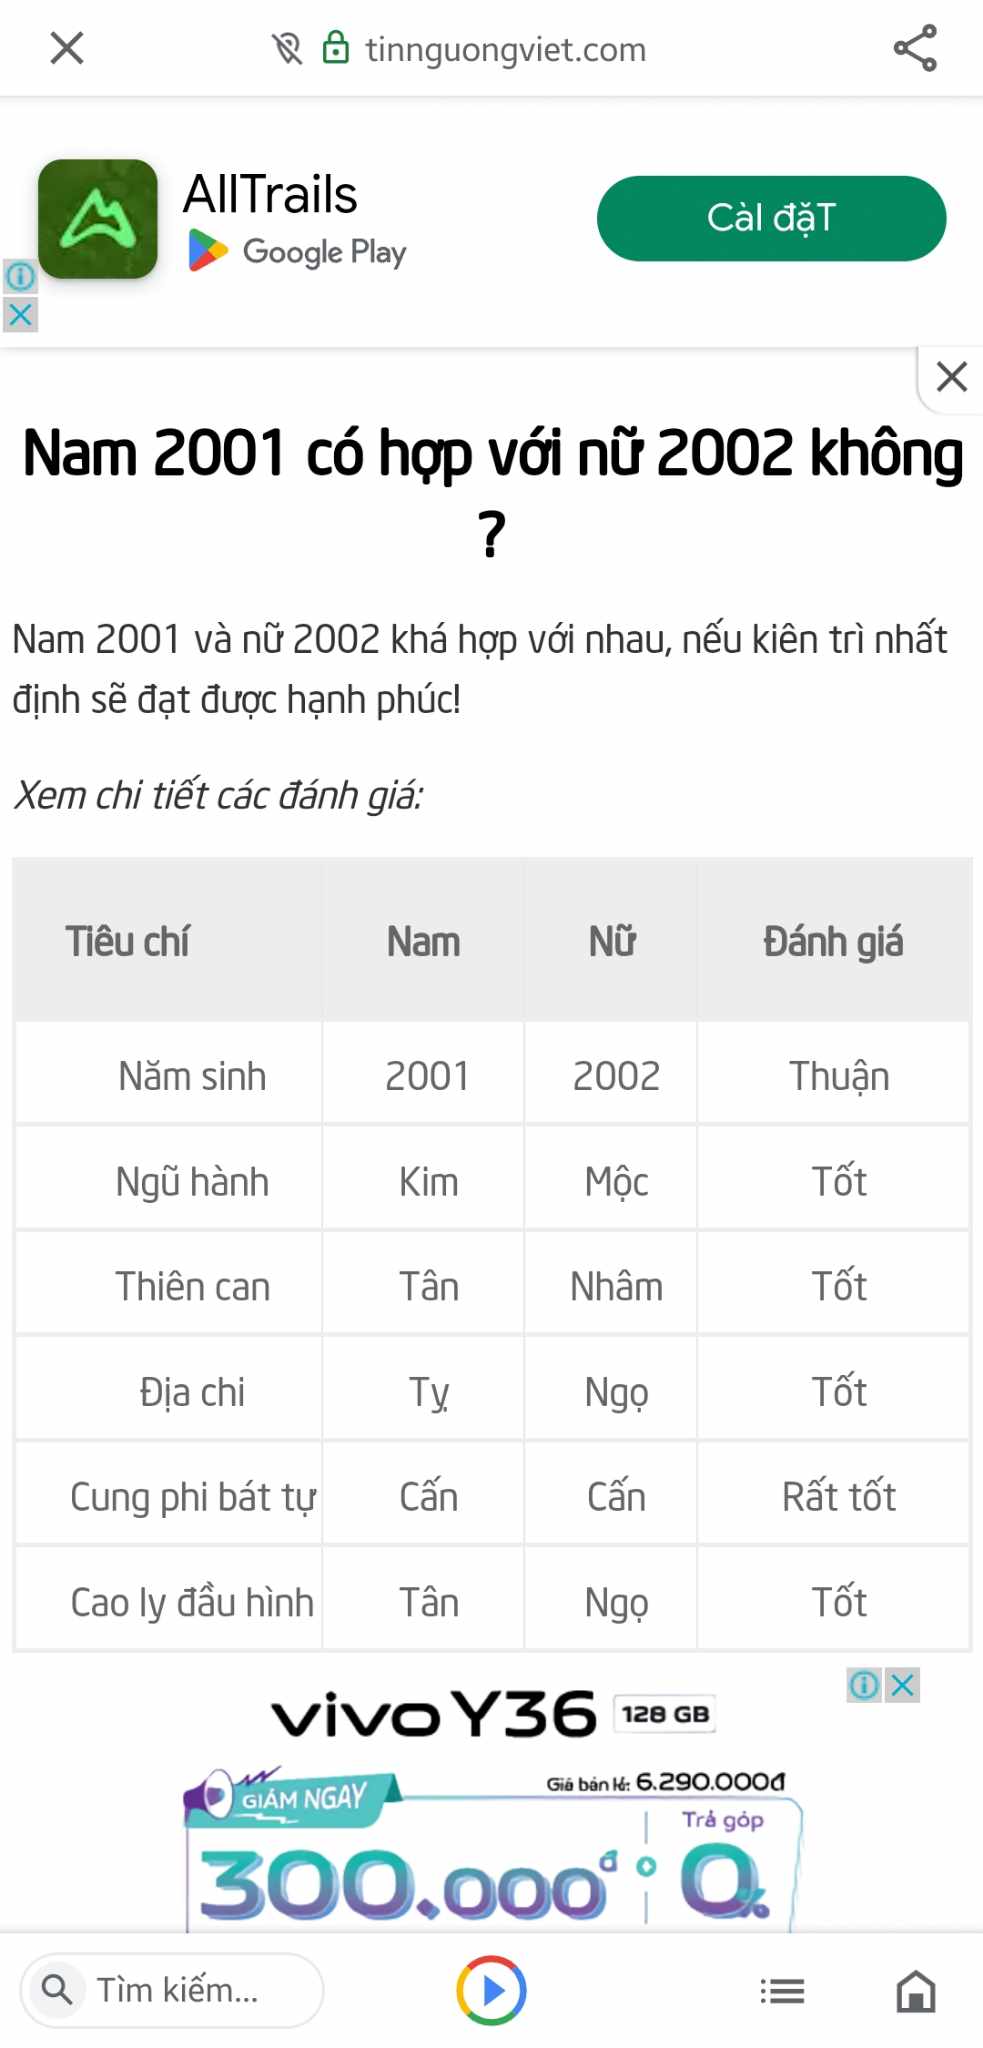 tinnguongviet.com
AllTrails
Google Play
Cài đặT
Nam 2001 có hợp với nữ 2002 không
?
Nam 2001 và nữ 2002 khá hợp với nhau, nếu kiên trì nhất
định sẽ đạt được hạnh phúc!
Xem chi tiết các đánh giá:
Tiêu chí Nam Nữ Đánh giá
Năm sinh 2001 2002 Thuận
Ngũ hành Kim Mộc Tốt
Thiên can Tân Nhâm Tốt
Địa chi Tỵ Ngọ Tốt
Cung phi bát tự Cấn Cấn Rất tốt
Cao ly đầu hình Tân Ngọ Tốt
vivo Y36 128 GB
GIẢM NGAY
Giá bán lẻ: 6.290.000đ
Trả góp
300.000đ 0%
Tìm kiếm...